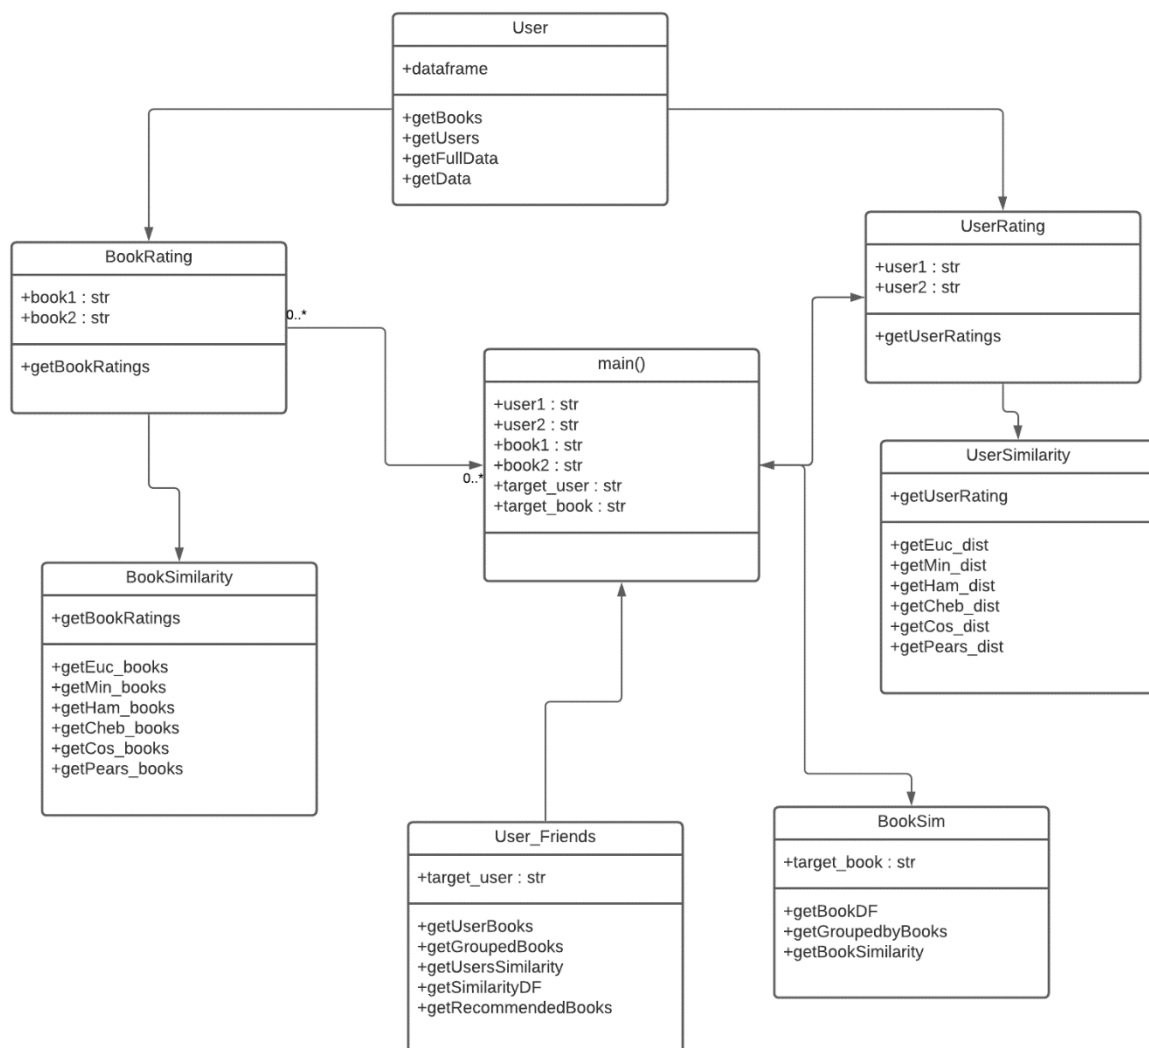 User
+dataframe
+getBooks
+getUsers
+getFullData
+getData
BookRating
+book1 : str
+book2 : str
+getBookRatings
0..*
UserRating
+user1 : str
+user2 : str
+getUserRatings
main()
+user1 : str
+user2 : str
+book1 : str
+book2 : str
+target_user : str
+target_book : str
0..*
UserSimilarity
+getUserRating
+getEuc_dist
+getMin_dist
+getHam_dist
+getCheb_dist
+getCos_dist
+getPears_dist
BookSimilarity
+getBookRatings
+getEuc_books
+getMin_books
+getHam_books
+getCheb_books
+getCos_books
+getPears_books
User_Friends
+target_user : str
+getUserBooks
+getGroupedBooks
+getUsersSimilarity
+getSimilarityDF
+getRecommendedBooks
BookSim
+target_book : str
+getBookDF
+getGroupedbyBooks
+getBookSimilarity